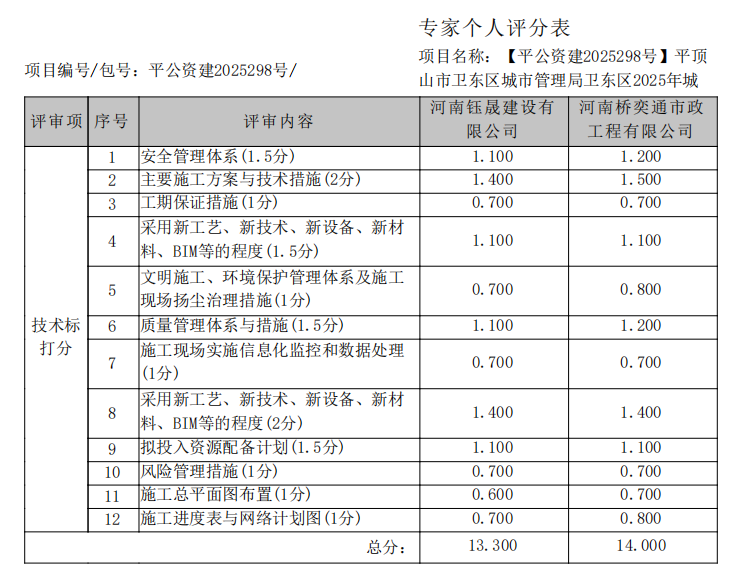 专家个人评分表
项目编号/包号：平公资建2025298号/
项目名称：【平公资建2025298号】平顶
山市卫东区城市管理局卫东区2025年城
评审项 序号 评审内容 河南钰晟建设有限公司 河南桥奕通市政工程有限公司
技术标打分
1 安全管理体系(1.5分) 1.100 1.200
2 主要施工方案与技术措施(2分) 1.400 1.500
3 工期保证措施(1分) 0.700 0.700
4 采用新工艺、新技术、新设备、新材
料、BIM等的程度(1.5分) 1.100 1.100
5 文明施工、环境保护管理体系及施工
现场扬尘治理措施(1分) 0.700 0.800
6 质量管理体系与措施(1.5分) 1.100 1.200
7 施工现场实施信息化监控和数据处理
(1分) 0.700 0.700
8 采用新工艺、新技术、新设备、新材
料、BIM等的程度(2分) 1.400 1.400
9 拟投入资源配备计划(1.5分) 1.100 1.100
10 风险管理措施(1分) 0.700 0.700
11 施工总平面图布置(1分) 0.600 0.700
12 施工进度表与网络计划图(1分) 0.700 0.800
总分： 13.300 14.000